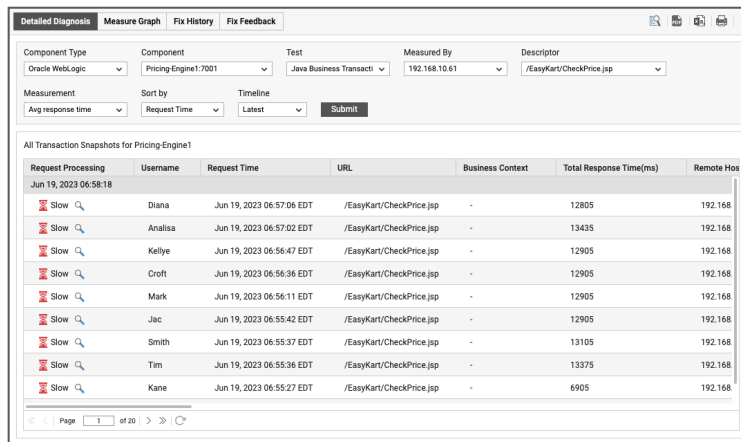 Detailed Diagnosis Measure Graph Fix History Fix Feedback
Component Type Component Test Measured By Descriptor
Oracle WebLogic Pricing-Engine1:7001 Java Business Transacti 192.168.10.61 /EasyKart/CheckPrice.jsp
Measurement Sort by Timeline
Avg response time Request Time Latest Submit
All Transaction Snapshots for Pricing-Engine1
Request Processing Username Request Time URL Business Context Total Response Time(ms) Remote Hos
Jun 19, 2023 06:58:18
Slow Diana Jun 19, 2023 06:57:06 EDT /EasyKart/CheckPrice.jsp - 12805 192.168.
Slow Analisa Jun 19, 2023 06:57:02 EDT /EasyKart/CheckPrice.jsp - 13435 192.168.
Slow Kellye Jun 19, 2023 06:56:47 EDT /EasyKart/CheckPrice.jsp - 12905 192.168.
Slow Croft Jun 19, 2023 06:56:36 EDT /EasyKart/CheckPrice.jsp - 12905 192.168.
Slow Mark Jun 19, 2023 06:56:11 EDT /EasyKart/CheckPrice.jsp - 12905 192.168.
Slow Jac Jun 19, 2023 06:55:42 EDT /EasyKart/CheckPrice.jsp - 12905 192.168.
Slow Smith Jun 19, 2023 06:55:37 EDT /EasyKart/CheckPrice.jsp - 13105 192.168.
Slow Tim Jun 19, 2023 06:55:36 EDT /EasyKart/CheckPrice.jsp - 13375 192.168.
Slow Kane Jun 19, 2023 06:55:27 EDT /EasyKart/CheckPrice.jsp - 6905 192.168.
Page 1 of 20